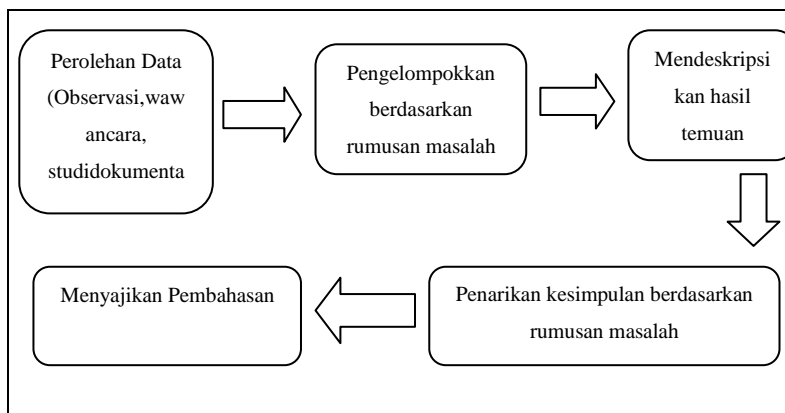 Perolehan Data
(Observasi,waw
ancara,
studidokumenta
Pengelompokkan
berdasarkan
rumusan masalah
Mendeskripsi
kan hasil
temuan
Penarikan kesimpulan berdasarkan
rumusan masalah
Menyajikan Pembahasan